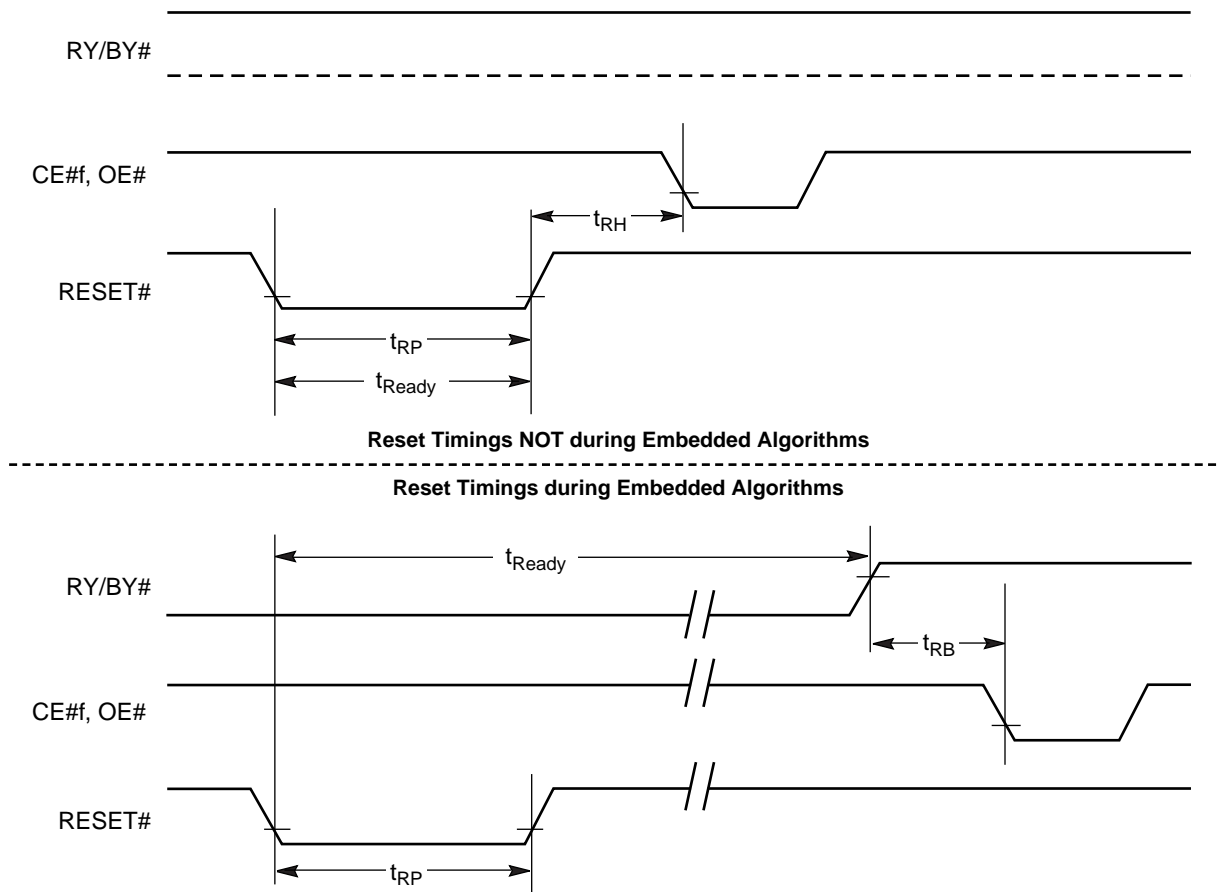 RY/BY#
CE#f, OE#
tRH
RESET#
tRP
tReady
Reset Timings NOT during Embedded Algorithms
Reset Timings during Embedded Algorithms
tReady
RY/BY#
tRB
CE#f, OE#
RESET#
tRP